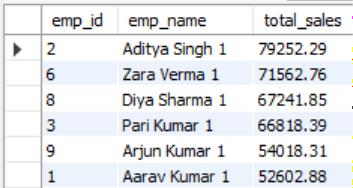 emp_id emp_name total_sales
2 Aditya Singh 1 79252.29
6 Zara Verma 1 71562.76
8 Diya Sharma 1 67241.85
3 Pari Kumar 1 66818.39
9 Arjun Kumar 1 54018.31
1 Aarav Kumar 1 52602.88